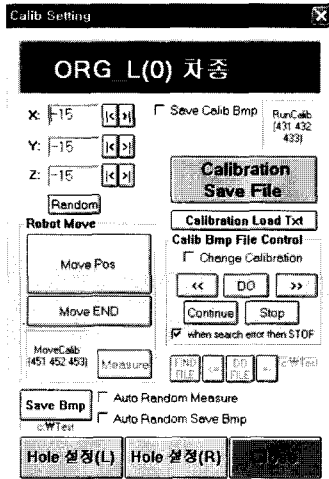 Calib Setting
ORG_L(0) 차종
X: -15 |< >|
Save Calib Bmp
RunCalib
(431 432
433)
Y: -15 |< >|
Z: -15 |< >|
Calibration
Save File
Random
Calibration Load Txt
Robot Move
Calib Bmp File Control
Move Pos
Change Calibration
<< DO >>
Move END
Continue Stop
when search error then STOP
MoveCalib
(451 452 453)
Measure
FIND
FILE
<=
DO
FILE
c:￦Test
Save Bmp
Auto Random Measure
Auto Random Save Bmp
c:￦Test
Hole 설정(L) Hole 설정(R)